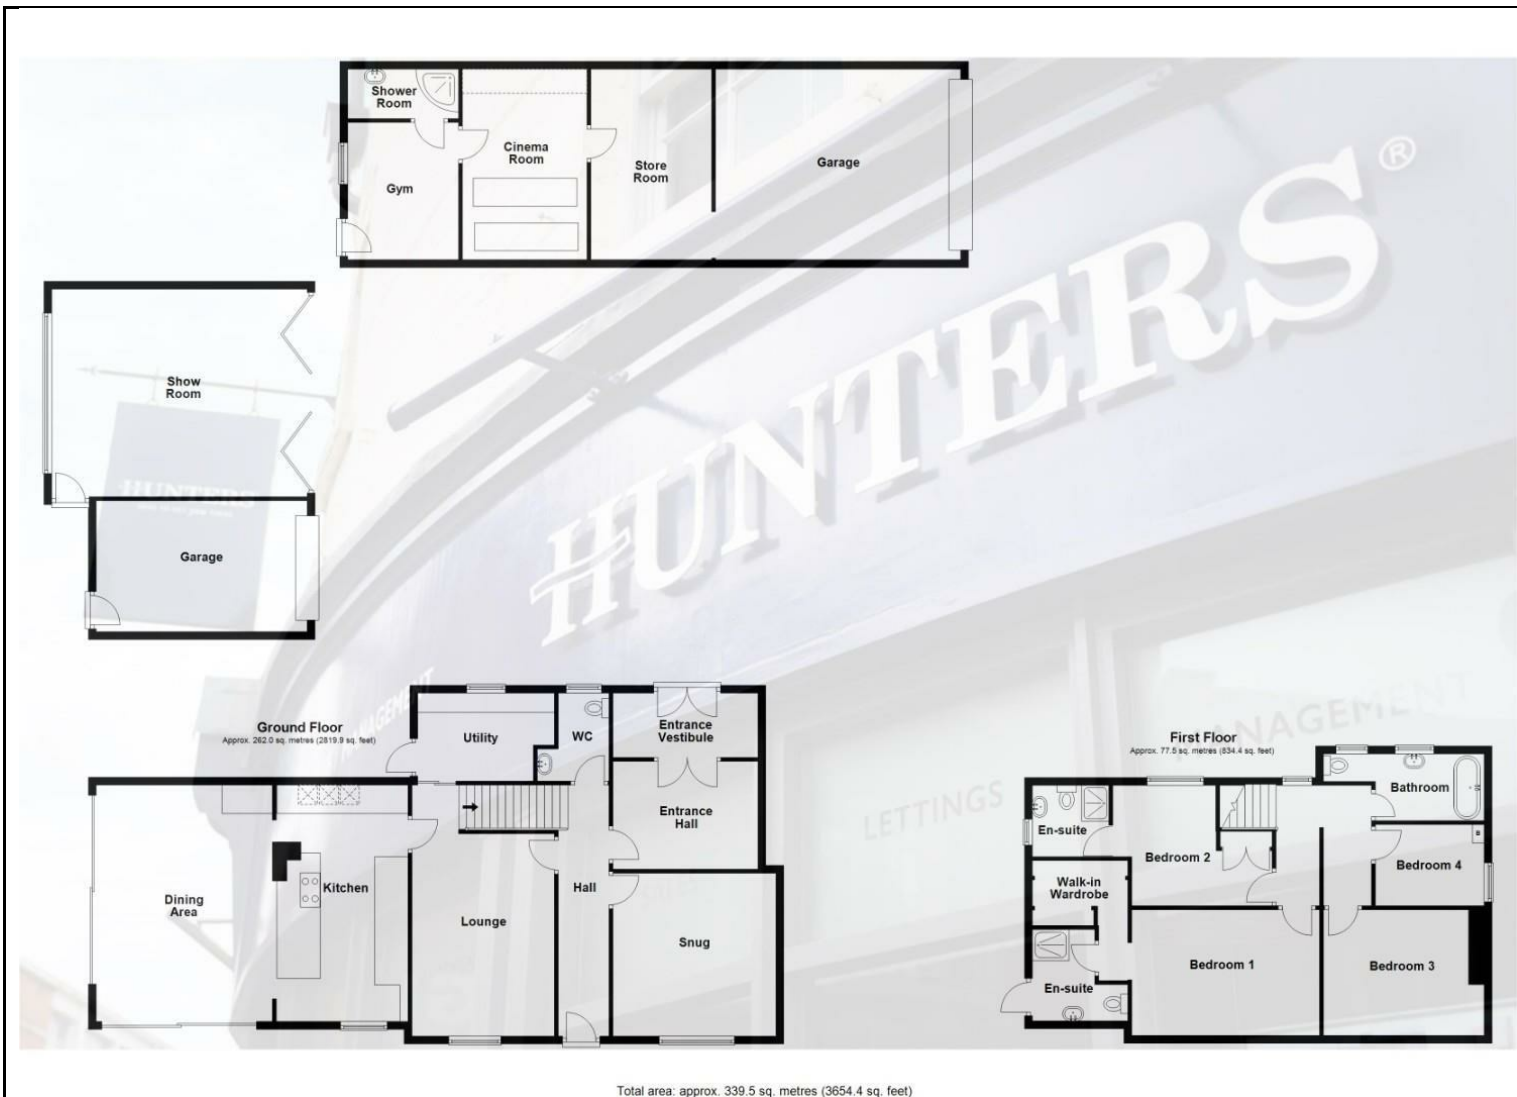 Shower
Room
Cinema
Room
Store
Room
Garage
Gym
HUNTERS®
Show
Room
HUNTERS
Garage
MANAGEMENT
Ground Floor
Approx. 262.0 sq. metres (2819.9 sq. feet)
Utility
WC
Entrance
Vestibule
Entrance
Hall
Kitchen
Dining
Area
Lounge
Hall
Snug
LETTINGS
MANAGEMENT
First Floor
Approx. 77.5 sq. metres (834.4 sq. feet)
Bathroom
En-suite
Bedroom 2
Bedroom 4
Walk-in
Wardrobe
Bedroom 1
Bedroom 3
En-suite
Total area: approx. 339.5 sq. metres (3654.4 sq. feet)